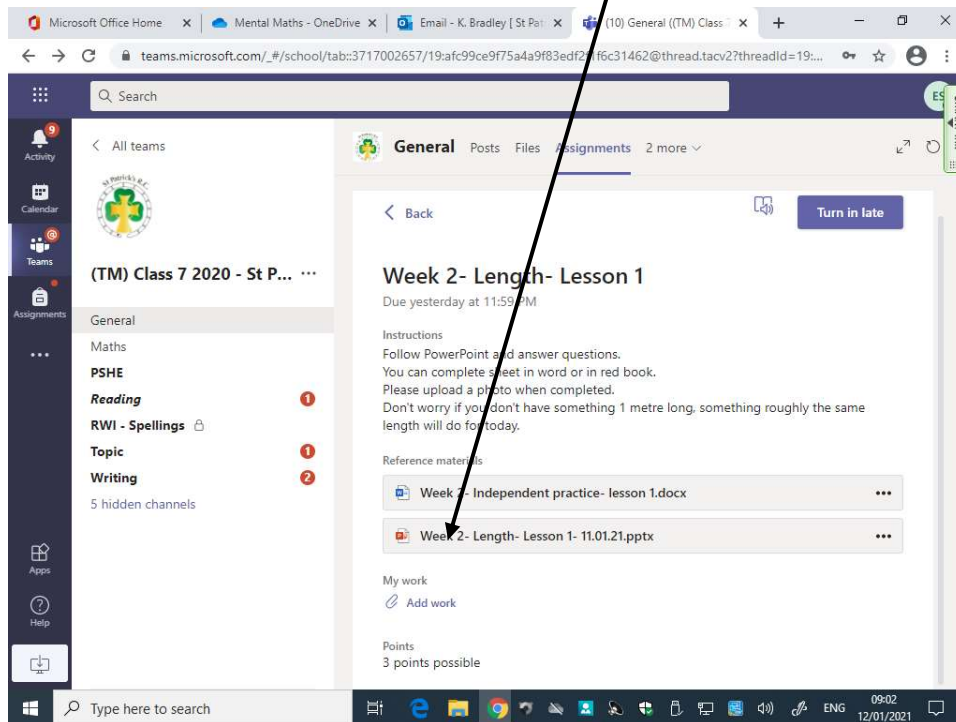 Microsoft Office Home
Mental Maths - OneDrive
Email - K. Bradley [ St Pat
(10) General ((TM) Class 7
teams.microsoft.com/_#/school/tab::3717002657/19:afc99ce9f75a4a9f83edf2
f6c31462@thread.tacv2?threadId=19:...
Search
ES
9
Activity
Calendar
Teams
Assignments
Apps
Help
All teams
St Patrick's R.C.
(TM) Class 7 2020 - St P... ...
General
Maths
PSHE
Reading 1
RWI - Spellings
Topic 1
Writing 2
5 hidden channels
General Posts Files Assignments 2 more
Back
Turn in late
Week 2- Length- Lesson 1
Due yesterday at 11:59 PM
Instructions
Follow PowerPoint and answer questions.
You can complete sheet in word or in red book.
Please upload a photo when completed.
Don't worry if you don't have something 1 metre long, something roughly the same
length will do for today.
Reference materials
Week 2- Independent practice- lesson 1.docx
Week 2- Length- Lesson 1- 11.01.21.pptx
My work
Add work
Points
3 points possible
Type here to search
ENG
09:02
12/01/2021